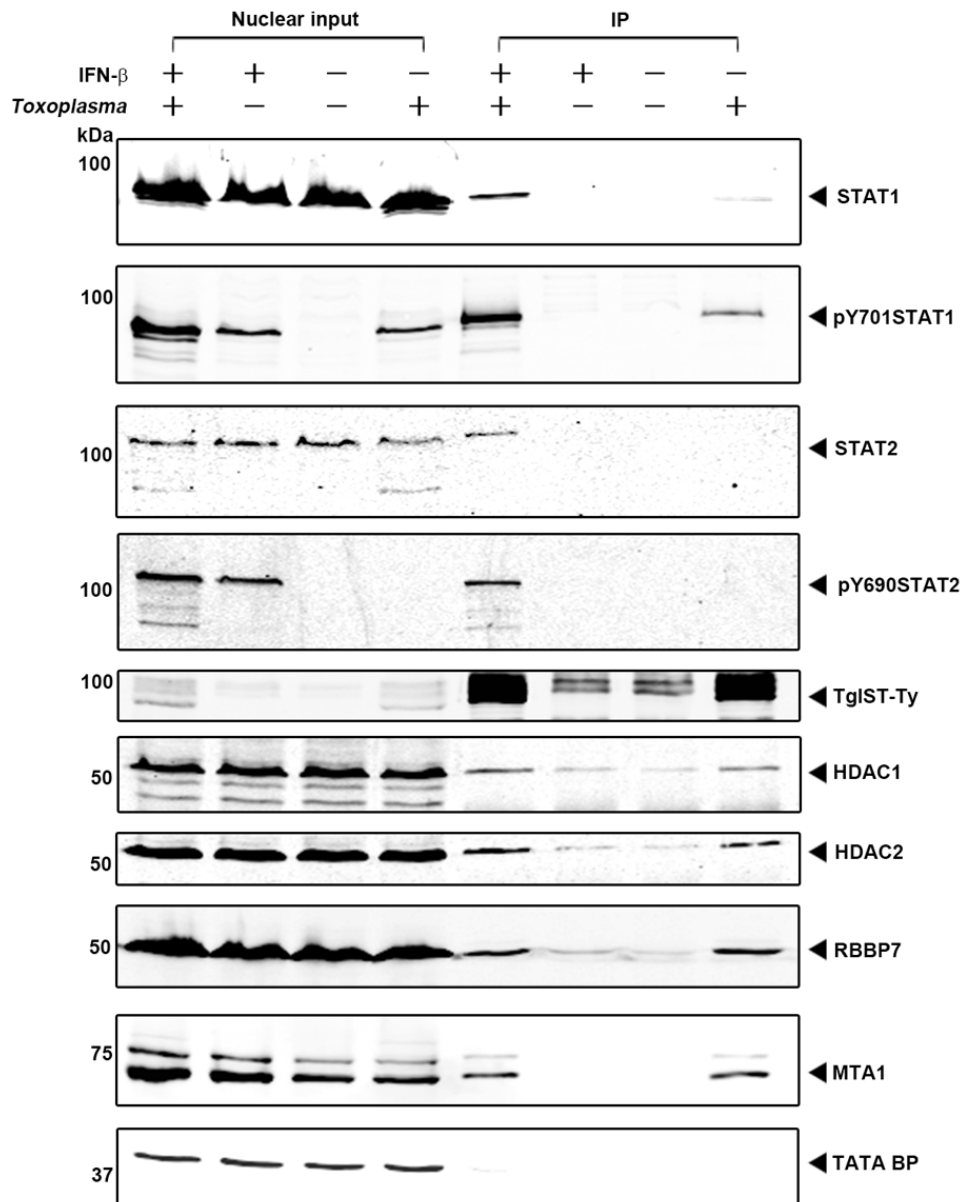 Nuclear input IP
IFN-β + + − − + + − −
Toxoplasma + − − + + − − +
kDa
100
STAT1
100
pY701STAT1
100
STAT2
100
pY690STAT2
100
TgIST-Ty
50
HDAC1
50
HDAC2
50
RBBP7
75
MTA1
37
TATA BP